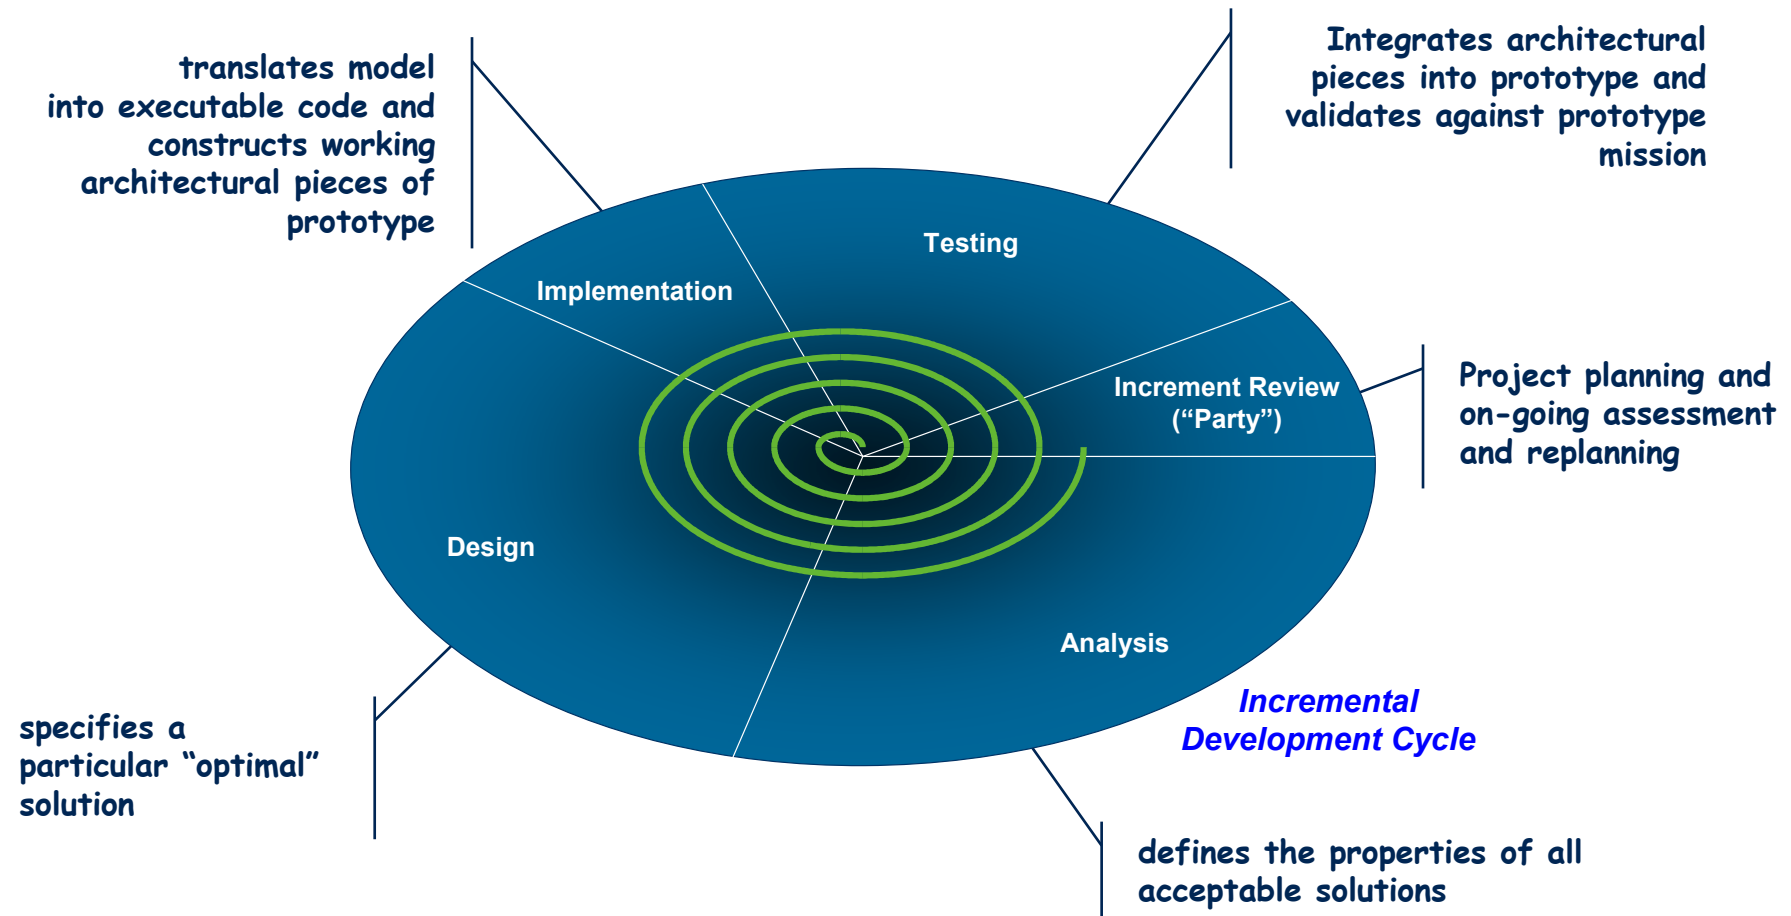 translates model
into executable code and
constructs working
architectural pieces of
prototype
Integrates architectural
pieces into prototype and
validates against prototype
mission
Testing
Implementation
Increment Review
(“Party”)
Project planning and
on-going assessment
and replanning
Design
Analysis
Incremental
Development Cycle
specifies a
particular “optimal”
solution
defines the properties of all
acceptable solutions